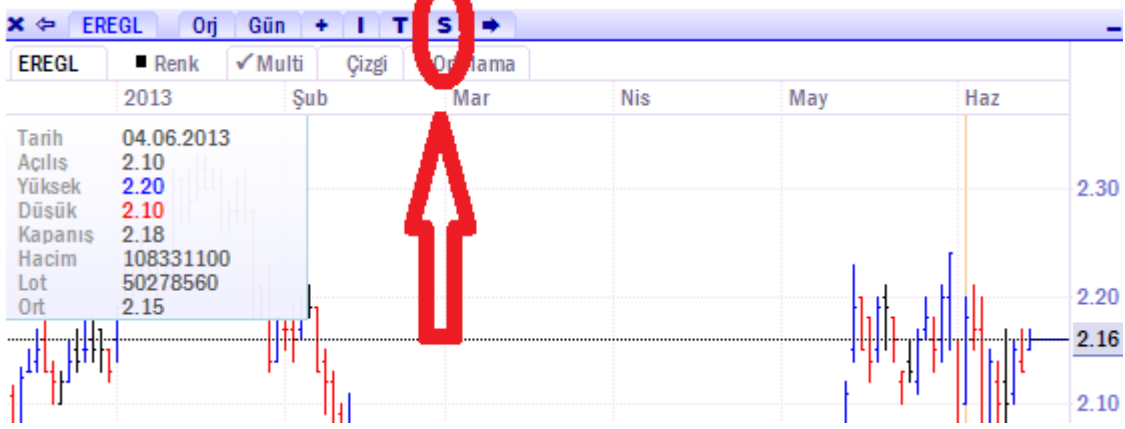 EREGL Orj Gün + I T S
EREGL Renk Multi Çizgi
2013 Şub Mar Nis May Haz
Tarih 04.06.2013
Açılış 2.10
Yüksek 2.20
Düşük 2.10
Kapanış 2.18
Hacim 108331100
Lot 50278560
Ort 2.15
2.30
2.20
2.16
2.10